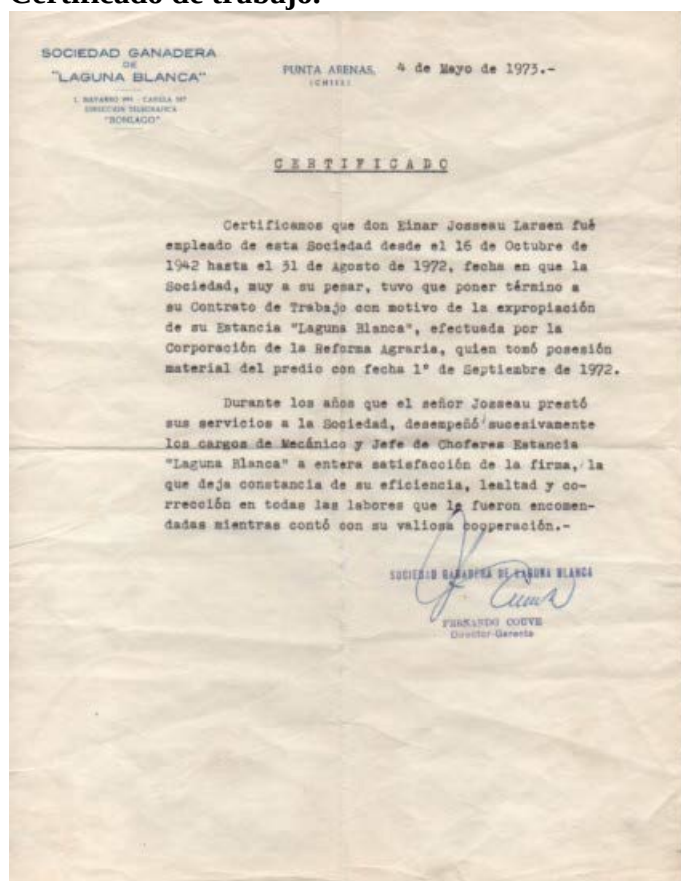 Certificado de trabajo.
SOCIEDAD GANADERA
DE
"LAGUNA BLANCA"
DIRECCION TELEGRAFICA
PUNTA ARENAS, 4 de Mayo de 1973.-
(CHILE)
CERTIFICADO
Certificamos que don Einar Josseau Larsen fué
empleado de esta Sociedad desde el 16 de Octubre de
1942 hasta el 31 de Agosto de 1972, fecha en que la
Sociedad, muy a su pesar, tuvo que poner término a
su Contrato de Trabajo con motivo de la expropiación
de su Estancia "Laguna Blanca", efectuada por la
Corporación de la Reforma Agraria, quien tomó posesión
material del predio con fecha 1° de Septiembre de 1972.
Durante los años que el señor Josseau prestó
sus servicios a la Sociedad, desempeñó sucesivamente
los cargos de Mecánico y Jefe de Choferes Estancia
"Laguna Blanca" a entera satisfacción de la firma, la
que deja constancia de su eficiencia, lealtad y co-
rrección en todas las labores que le fueron encomen-
dadas mientras contó con su valiosa cooperación.-
SOCIEDAD GANADERA DE LAGUNA BLANCA
FERNANDO COUVE
Director-Gerente